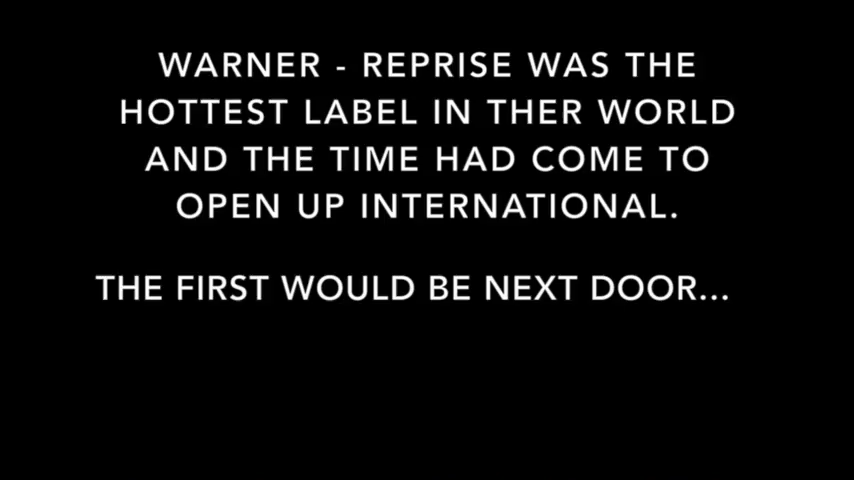 WARNER - REPRISE WAS THE
HOTTEST LABEL IN THER WORLD
AND THE TIME HAD COME TO
OPEN UP INTERNATIONAL.
THE FIRST WOULD BE NEXT DOOR...